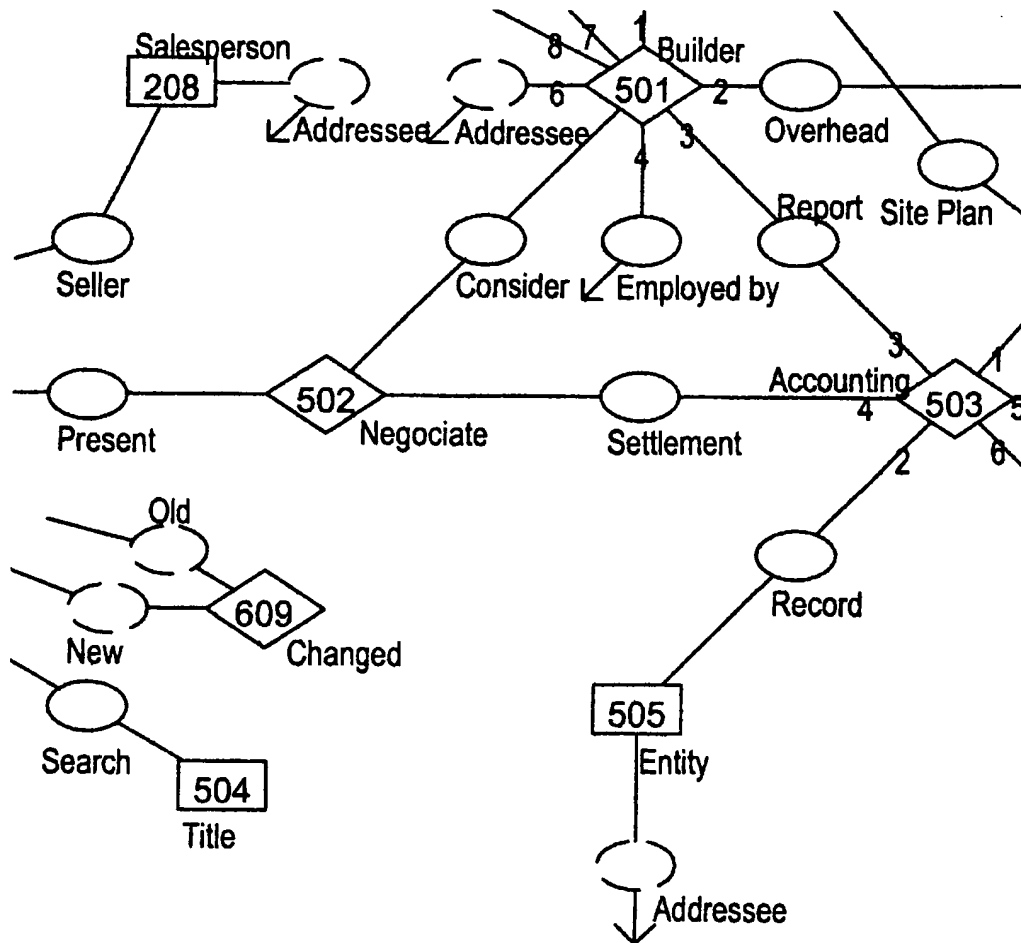 1
7
8
Builder
Salesperson
208
501
6
2
Addressee
Addressee
4
3
Overhead
Report
Site Plan
Seller
Consider
Employed by
3
1
Accounting
502
503
5
4
Present
Negociate
Settlement
2
6
Old
609
Record
New
Changed
505
Search
Entity
504
Title
Addressee